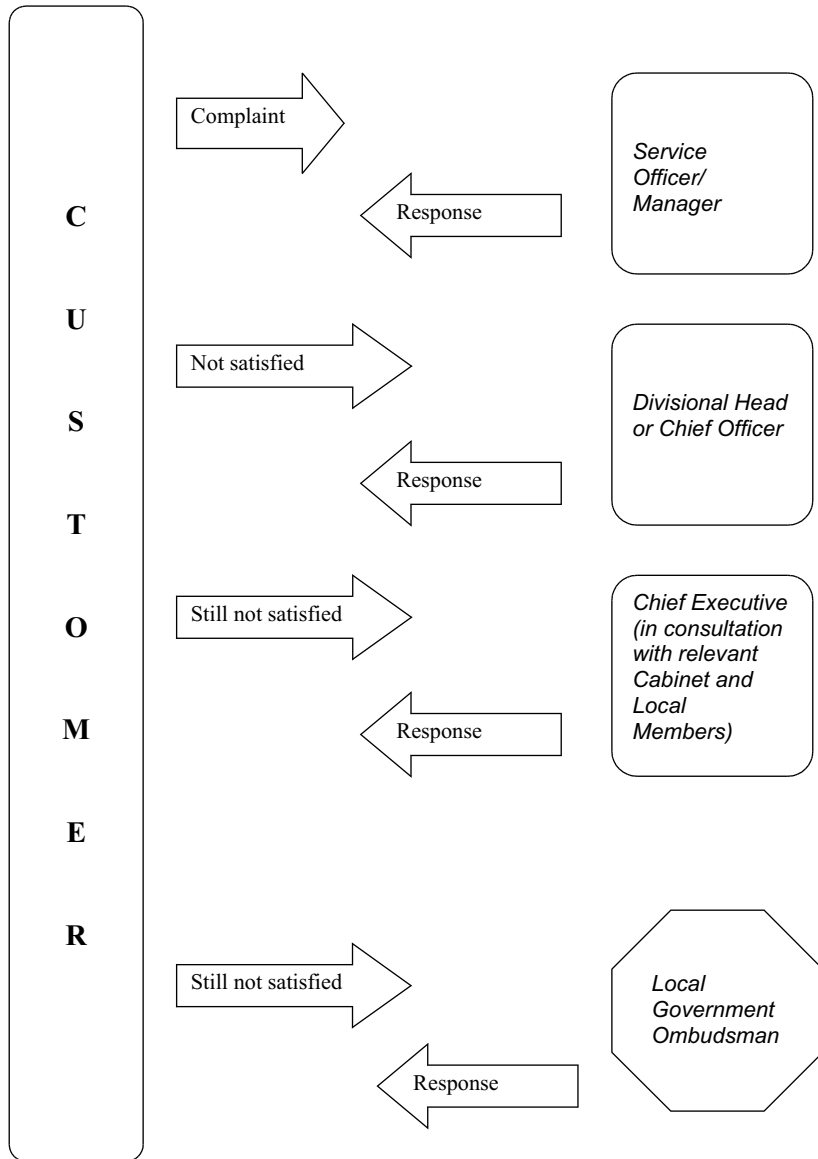 C
U
S
T
O
M
E
R
Complaint
Service
Officer/
Manager
Response
Not satisfied
Divisional Head
or Chief Officer
Response
Still not satisfied
Chief Executive
(in consultation
with relevant
Cabinet and
Local
Members)
Response
Still not satisfied
Local
Government
Ombudsman
Response